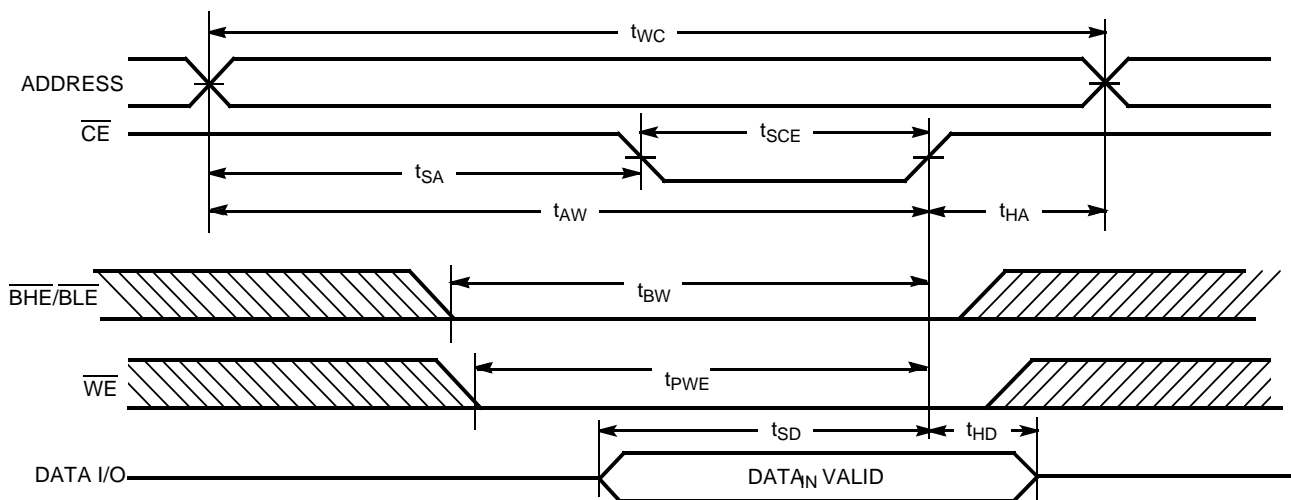 tWC
ADDRESS
CE
tSCE
tSA
tAW
tHA
BHE/BLE
tBW
WE
tPWE
tSD
tHD
DATA I/O
DATAIN VALID